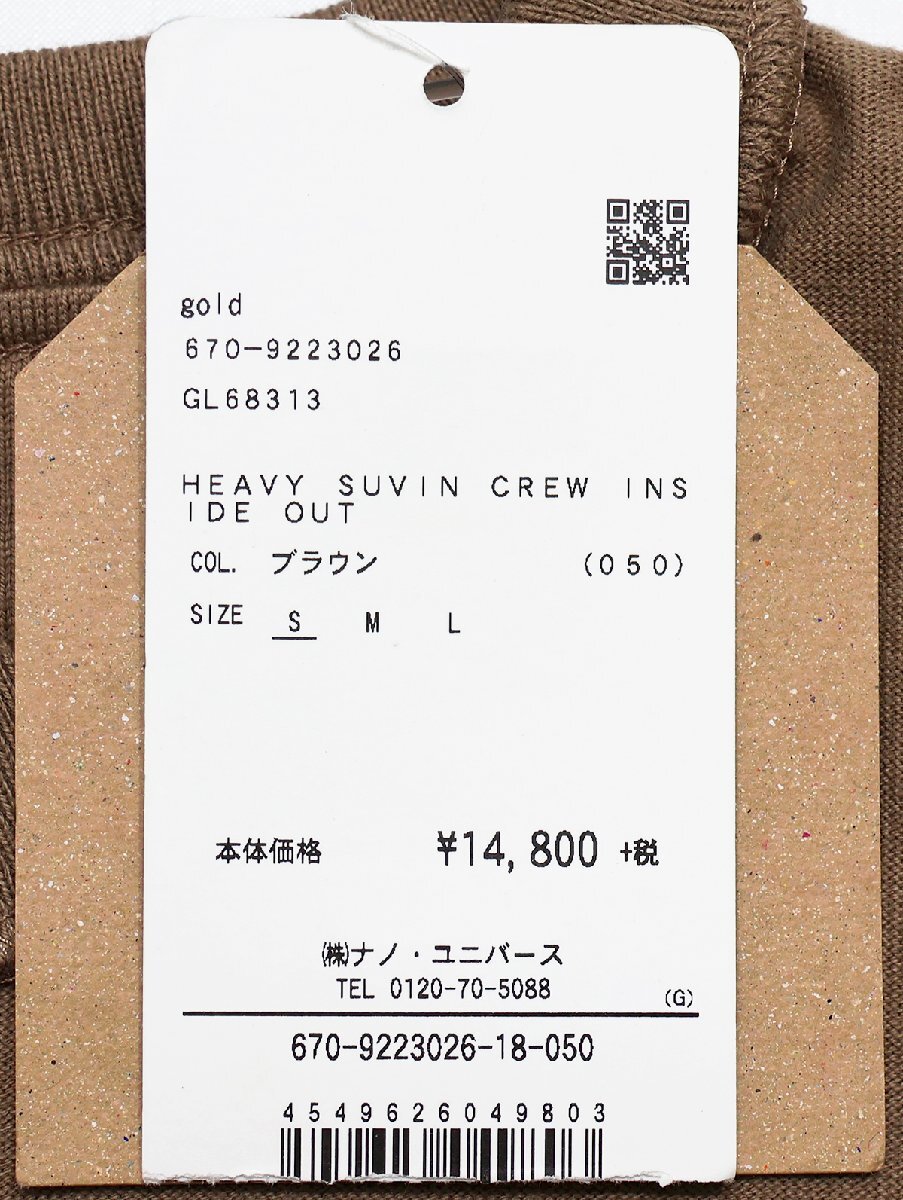 gold
670-9223026
GL68313
HEAVY SUVIN CREW INS
IDE OUT
COL. ブラウン (050)
SIZE S M L
本体価格 ¥14,800 +税
㈱ナノ・ユニバース
TEL 0120-70-5088
(G)
670-9223026-18-050
4549626049803